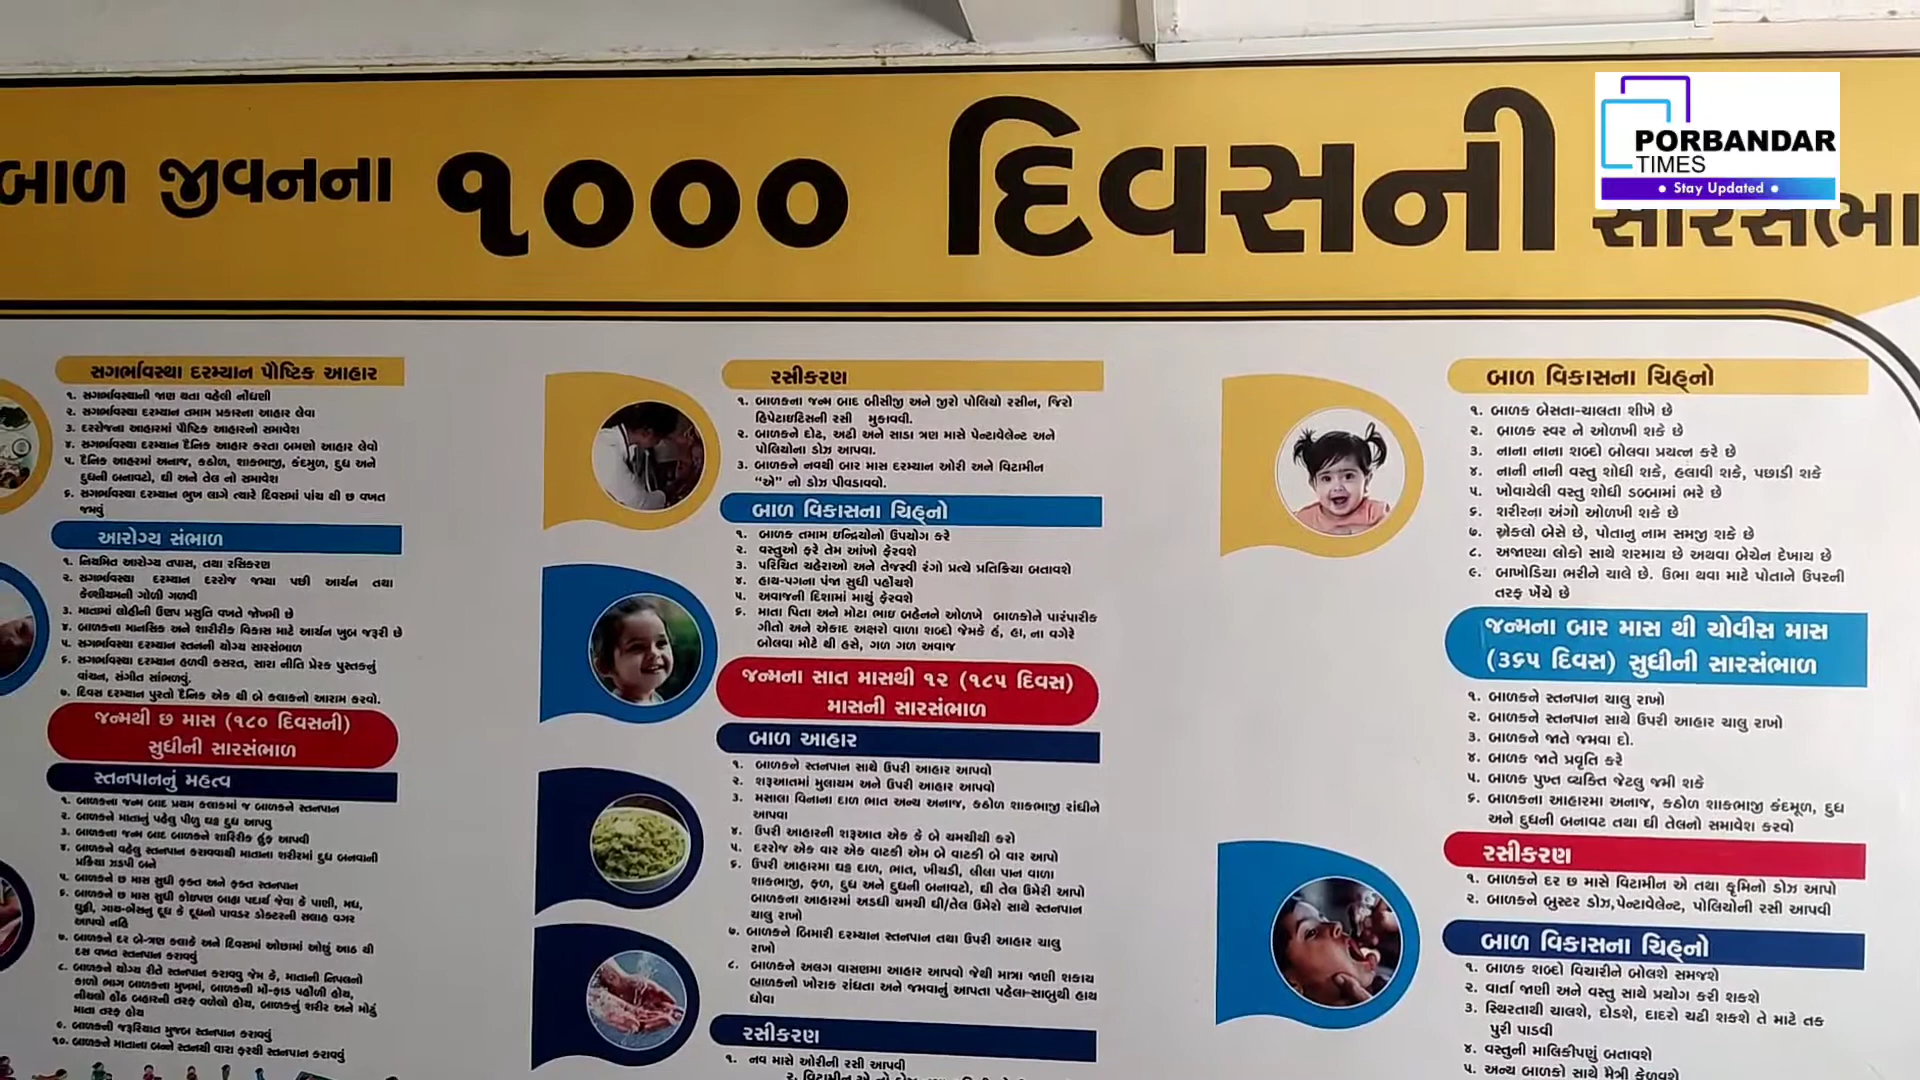 બાળ જીવનના ૧૦૦૦ દિવસની
PORBANDAR
TIMES
• Stay Updated •
સગર્ભાવસ્થા દરમ્યાન પૌષ્ટિક આહાર
૧. સગર્ભાવસ્થાની જાણ થતા વહેલી નોંધણી
૨. સગર્ભાવસ્થા દરમ્યાન તમામ પ્રકારના આહાર લેવા
૩. દરરોજના આહારમાં પૌષ્ટિક આહારનો સમાવેશ
૪. સગર્ભાવસ્થા દરમ્યાન દૈનિક આહાર કરતા બમણો આહાર લેવો
૫. દૈનિક આહરમાં અનાજ, કઠોળ, શાકભાજી, કંદમુળ, દુધ અને
દુધની બનાવટો, ઘી અને તેલ નો સમાવેશ
૬. સગર્ભાવસ્થા દરમ્યાન ભુખ લાગે ત્યારે દિવસમાં પાંચ થી છ વખત
જમવું
આરોગ્ય સંભાળ
૧. નિયમિત આરોગ્ય તપાસ, તથા રસિકરણ
૨. સગર્ભાવસ્થા દરમ્યાન દરરોજ જમ્યા પછી આર્યન તથા
કેલ્શીયમની ગોળી ગળવી
૩. માતામાં લોહીની ઉણપ પ્રસુતિ વખતે જોખમી છે
૪. બાળકના માનસિક અને શારીરીક વિકાસ માટે આર્યન ખુબ જરૂરી છે
૫. સગર્ભાવસ્થા દરમ્યાન સ્તનની યોગ્ય સારસંભાળ
૬. સગર્ભાવસ્થા દરમ્યાન હળવી કસરત, સારા નીતિ પ્રેરક પુસ્તકનું
વાંચન, સંગીત સાંભળવું.
૭. દિવસ દરમ્યાન પુરતો દૈનિક એક થી બે કલાકનો આરામ કરવો.
જન્મથી છ માસ (૧૮૦ દિવસની)
સુધીની સારસંભાળ
સ્તનપાનનું મહત્વ
૧. બાળકના જન્મ બાદ પ્રથમ કલાકમાં જ બાળકને સ્તનપાન
૨. બાળકને માતાનું પહેલુ પીળુ ઘટ્ટ દુધ આપવુ
૩. બાળકના જન્મ બાદ બાળકને શારિરીક હુંફ આપવી
૪. બાળકને વહેલુ સ્તનપાન કરાવવાથી માતાના શરીરમાં દુધ બનવાની
પ્રક્રિયા ઝડપી બને
૫. બાળકને છ માસ સુધી ફક્ત અને ફક્ત સ્તનપાન
૬. બાળકને છ માસ સુધી કોઇપણ બાહ્ય પદાર્થ જેવા કે પાણી, મધ,
ઘુટ્ટી, ગાય-ભેંસનુ દૂધ કે દૂધનો પાવડર ડોક્ટરની સલાહ વગર
આપવો નહિ
૭. બાળકને દર બે-ત્રણ કલાકે અને દિવસમાં ઓછામાં ઓછું આઠ થી
દસ વખત સ્તનપાન કરાવવું
૮. બાળકને યોગ્ય રીતે સ્તનપાન કરાવવુ જેમ કે, માતાની નિપલનો
કાળો ભાગ બાળકના મુખમાં, બાળકની મોં-ફાડ પહોળી હોય,
નીચલો હોંઠ બહારની તરફ વળેલો હોય, બાળકનું શરીર અને મોઢું
માતા તરફ હોય
૯. બાળકની જરૂરિયાત મુજબ સ્તનપાન કરાવવું
૧૦. બાળકને માતાના બન્ને સ્તનથી વારા ફરથી સ્તનપાન કરાવવું
રસીકરણ
૧. બાળકના જન્મ બાદ બીસીજી અને જીરો પોલિયો રસીન, જિરો
હિપેટાઇટિસની રસી મુકાવવી.
૨. બાળકને દોઢ, અઢી અને સાડા ત્રણ માસે પેન્ટાવેલેન્ટ અને
પોલિયોના ડોઝ આપવા.
૩. બાળકને નવથી બાર માસ દરમ્યાન ઓરી અને વિટામીન
“એ” નો ડોઝ પીવડાવવો.
બાળ વિકાસના ચિહ્નો
૧. બાળક તમામ ઇન્દ્રિયોનો ઉપયોગ કરે
૨. વસ્તુઓ ફરે તેમ આંખો ફેરવશે
૩. પરિચિત ચહેરાઓ અને તેજસ્વી રંગો પ્રત્યે પ્રતિક્રિયા બતાવશે
૪. હાથ-પગના પંજા સુધી પહોંચશે
૫. અવાજની દિશામાં માથું ફેરવશે
૬. માતા પિતા અને મોટા ભાઇ બહેનને ઓળખે બાળકોને પારંપારીક
ગીતો અને એકાદ અક્ષરો વાળા શબ્દો જેમકે હં, હા, ના વગેરે
બોલવા મોટે થી હસે, ગળ ગળ અવાજ
જન્મના સાત માસથી ૧૨ (૧૮૫ દિવસ)
માસની સારસંભાળ
બાળ આહાર
૧. બાળકને સ્તનપાન સાથે ઉપરી આહાર આપવો
૨. શરૂઆતમાં મુલાયમ અને ઉપરી આહાર આપવો
૩. મસાલા વિનાના દાળ ભાત અન્ય અનાજ, કઠોળ શાકભાજી રાંધીને
આપવા
૪. ઉપરી આહારની શરૂઆત એક કે બે ચમચીથી કરો
૫. દરરોજ એક વાર એક વાટકી એમ બે વાટકી બે વાર આપો
૬. ઉપરી આહારમા ઘટ્ટ દાળ, ભાત, ખીચડી, લીલા પાન વાળા
શાકભાજી, ફળ, દુધ અને દુધની બનાવટો, ઘી તેલ ઉમેરી આપો
બાળકના આહારમાં અડધી ચમચી ઘી/તેલ ઉમેરો સાથે સ્તનપાન
ચાલુ રાખો
૭. બાળકને બિમારી દરમ્યાન સ્તનપાન તથા ઉપરી આહાર ચાલુ
રાખો
૮. બાળકને અલગ વાસણમા આહાર આપવો જેથી માત્રા જાણી શકાય
બાળકનો ખોરાક રાંધતા અને જમવાનું આપતા પહેલા-સાબુથી હાથ
ધોવા
રસીકરણ
૧. નવ માસે ઓરીની રસી આપવી
બાળ વિકાસના ચિહ્નો
૧. બાળક બેસતા-ચાલતા શીખે છે
૨. બાળક સ્વર ને ઓળખી શકે છે
૩. નાના નાના શબ્દો બોલવા પ્રયત્ન કરે છે
૪. નાની નાની વસ્તુ શોધી શકે, હલાવી શકે, પછાડી શકે
૫. ખોવાયેલી વસ્તુ શોધી ડબ્બામાં ભરે છે
૬. શરીરના અંગો ઓળખી શકે છે
૭. એકલો બેસે છે, પોતાનુ નામ સમજી શકે છે
૮. અજાણ્યા લોકો સાથે શરમાય છે અથવા બેચેન દેખાય છે
૯. બાખોડિયા ભરીને ચાલે છે. ઉભા થવા માટે પોતાને ઉપરની
તરફ ખેંચે છે
જન્મના બાર માસ થી ચોવીસ માસ
(૩૬૫ દિવસ) સુધીની સારસંભાળ
૧. બાળકને સ્તનપાન ચાલુ રાખો
૨. બાળકને સ્તનપાન સાથે ઉપરી આહાર ચાલુ રાખો
૩. બાળકને જાતે જમવા દો.
૪. બાળક જાતે પ્રવૃતિ કરે
૫. બાળક પુખ્ત વ્યક્તિ જેટલુ જમી શકે
૬. બાળકના આહારમા અનાજ, કઠોળ શાકભાજી કંદમૂળ, દુધ
અને દુધની બનાવટ તથા ઘી તેલનો સમાવેશ કરવો
રસીકરણ
૧. બાળકને દર છ માસે વિટામીન એ તથા કૃમિનો ડોઝ આપો
૨. બાળકને બુસ્ટર ડોઝ,પેન્ટાવેલેન્ટ, પોલિયોની રસી આપવી
બાળ વિકાસના ચિહ્નો
૧. બાળક શબ્દો વિચારીને બોલશે સમજશે
૨. વાર્તા જાણી અને વસ્તુ સાથે પ્રયોગ કરી શકશે
૩. સ્થિરતાથી ચાલશે, દોડશે, દાદરો ચઢી શકશે તે માટે તક
પુરી પાડવી
૪. વસ્તુની માલિકીપણું બતાવશે
૫. અન્ય બાળકો સાથે મૈત્રી કેળવશે